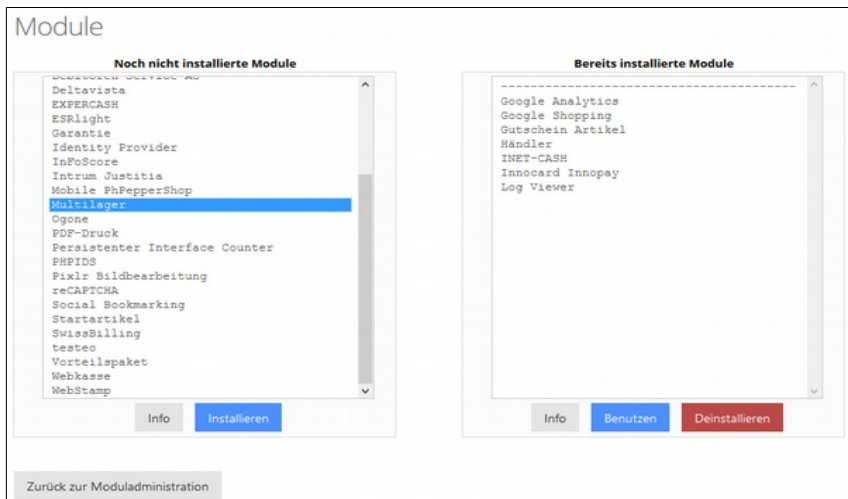 Module
Noch nicht installierte Module
Debitoren Service AG
Deltavista
EXPERCASH
ESRlight
Garantie
Identity Provider
InFoScore
Intrum Justitia
Mobile PhPepperShop
Multilager
Ogone
PDF-Druck
Persistenter Interface Counter
PHPIDS
Pixlr Bildbearbeitung
reCAPTCHA
Social Bookmarking
Startartikel
SwissBilling
testeo
Vorteilspaket
Webkasse
WebStamp
Info
Installieren
Bereits installierte Module
----------------------------------------
Google Analytics
Google Shopping
Gutschein Artikel
Händler
INET-CASH
Innocard Innopay
Log Viewer
Info
Benutzen
Deinstallieren
Zurück zur Moduladministration